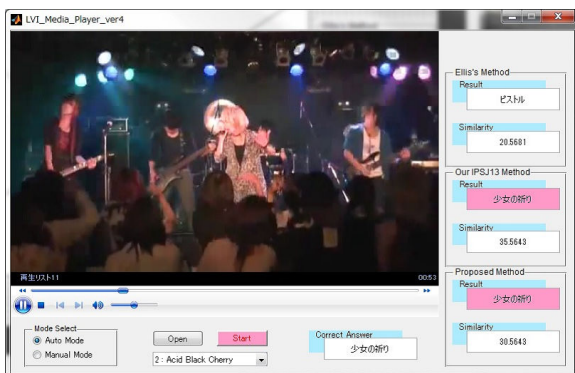 LVI_Media_Player_ver4
Ellis's Method
Result
ピストル
Similarity
20.5681
Our IPSJ13 Method
Result
少女の祈り
Similarity
35.5643
Proposed Method
Result
少女の祈り
Similarity
30.5643
再生リスト11
00:53
Mode Select
Auto Mode
Manual Mode
Open
Start
2 : Acid Black Cherry
Correct Answer
少女の祈り